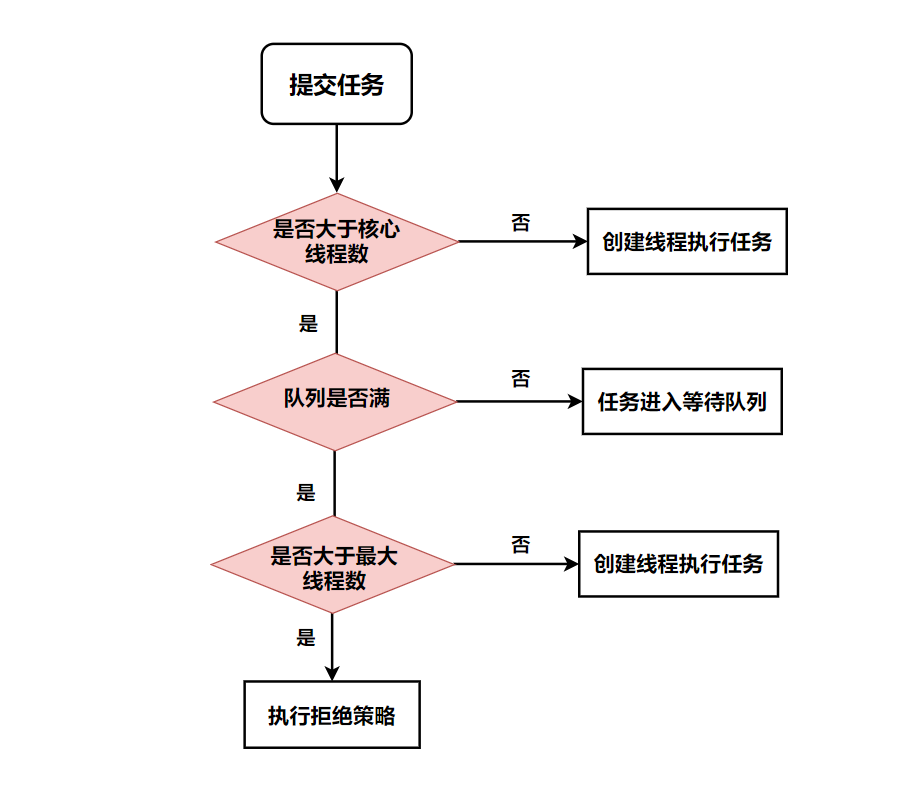 提交任务
是否大于核心
线程数
否
创建线程执行任务
是
队列是否满
否
任务进入等待队列
是
是否大于最大
线程数
否
创建线程执行任务
是
执行拒绝策略